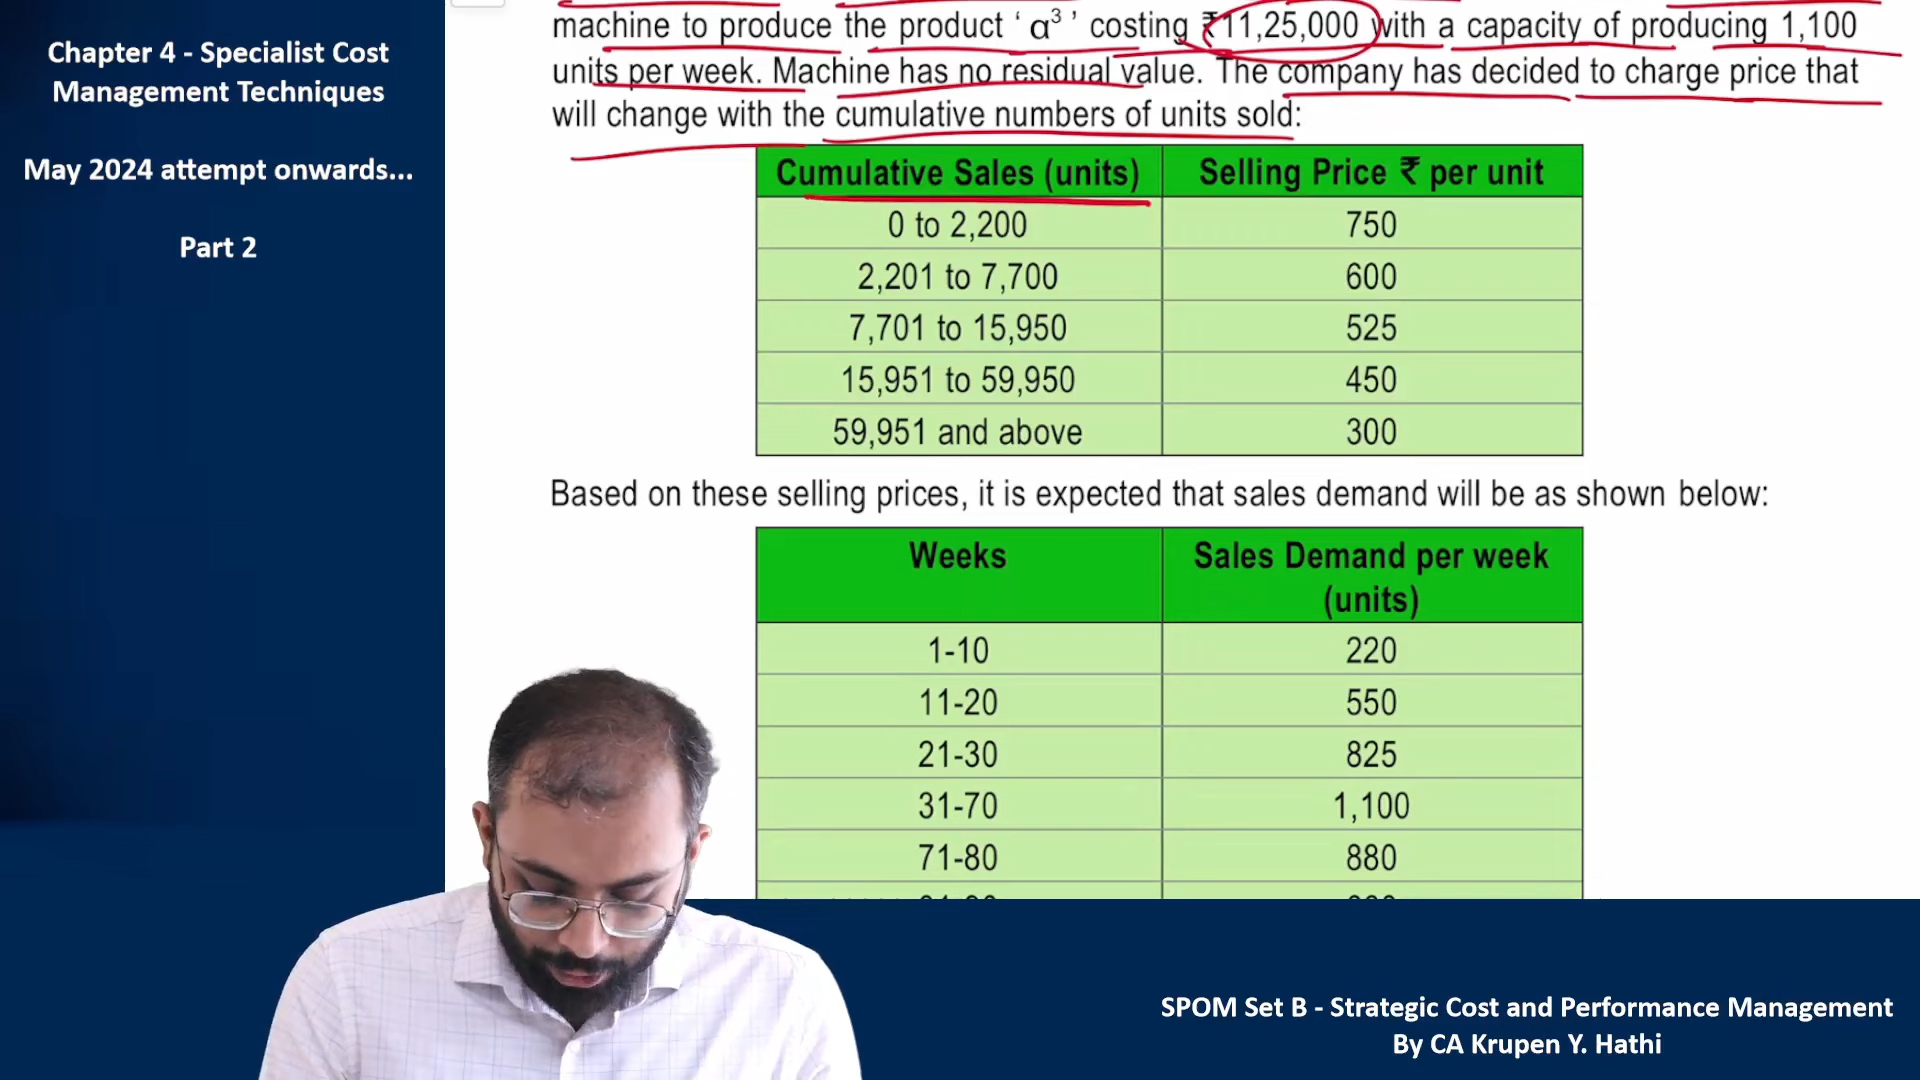 Chapter 4 - Specialist Cost
Management Techniques
May 2024 attempt onwards...
Part 2
machine to produce the product ‘ α³ ’ costing ₹11,25,000 with a capacity of producing 1,100
units per week. Machine has no residual value. The company has decided to charge price that
will change with the cumulative numbers of units sold:
Cumulative Sales (units) Selling Price ₹ per unit
0 to 2,200 750
2,201 to 7,700 600
7,701 to 15,950 525
15,951 to 59,950 450
59,951 and above 300
Based on these selling prices, it is expected that sales demand will be as shown below:
Weeks Sales Demand per week
(units)
1-10 220
11-20 550
21-30 825
31-70 1,100
71-80 880
SPOM Set B - Strategic Cost and Performance Management
By CA Krupen Y. Hathi